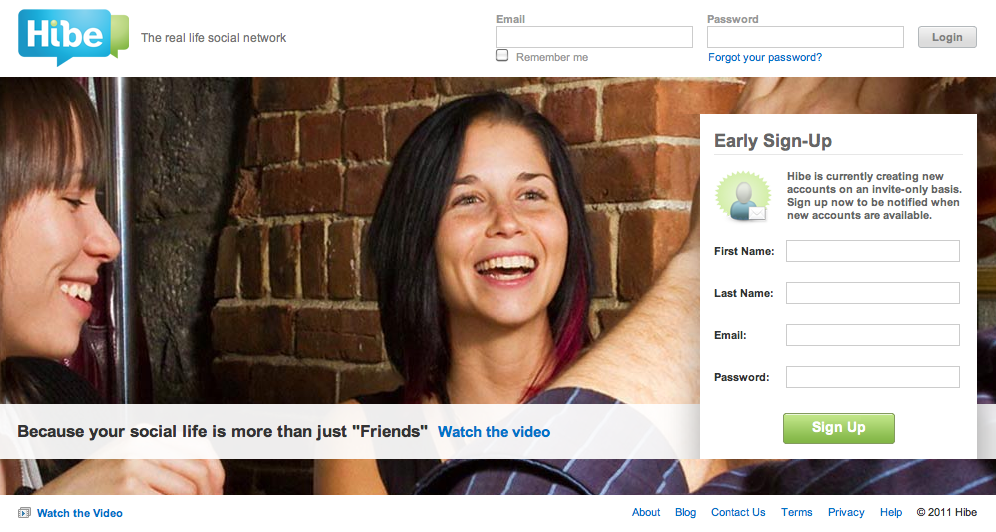 Hibe
The real life social network
Email
Password
Login
Remember me
Forgot your password?
Early Sign-Up
Hibe is currently creating new
accounts on an invite-only basis.
Sign up now to be notified when
new accounts are available.
First Name:
Last Name:
Email:
Password:
Sign Up
Because your social life is more than just "Friends" Watch the video
Watch the Video
About Blog Contact Us Terms Privacy Help © 2011 Hibe